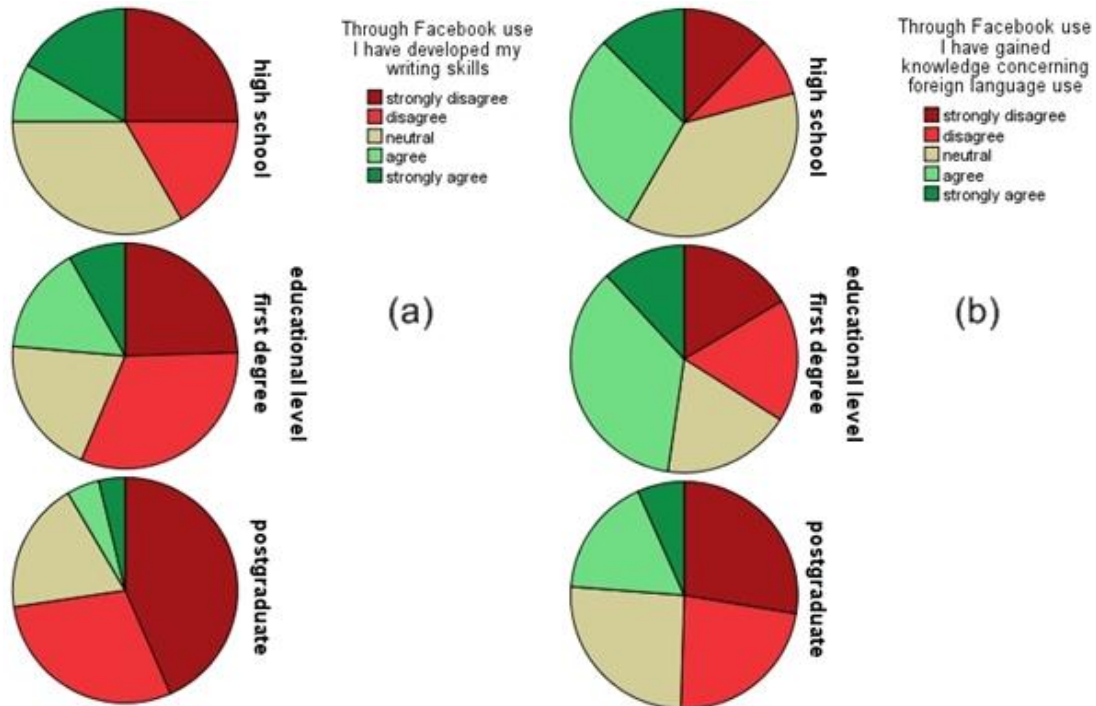 Through Facebook use
I have developed my
writing skills
strongly disagree
disagree
neutral
agree
strongly agree
high school
educational level
first degree
postgraduate
(a)
Through Facebook use
I have gained
knowledge concerning
foreign language use
strongly disagree
disagree
neutral
agree
strongly agree
high school
educational level
first degree
postgraduate
(b)